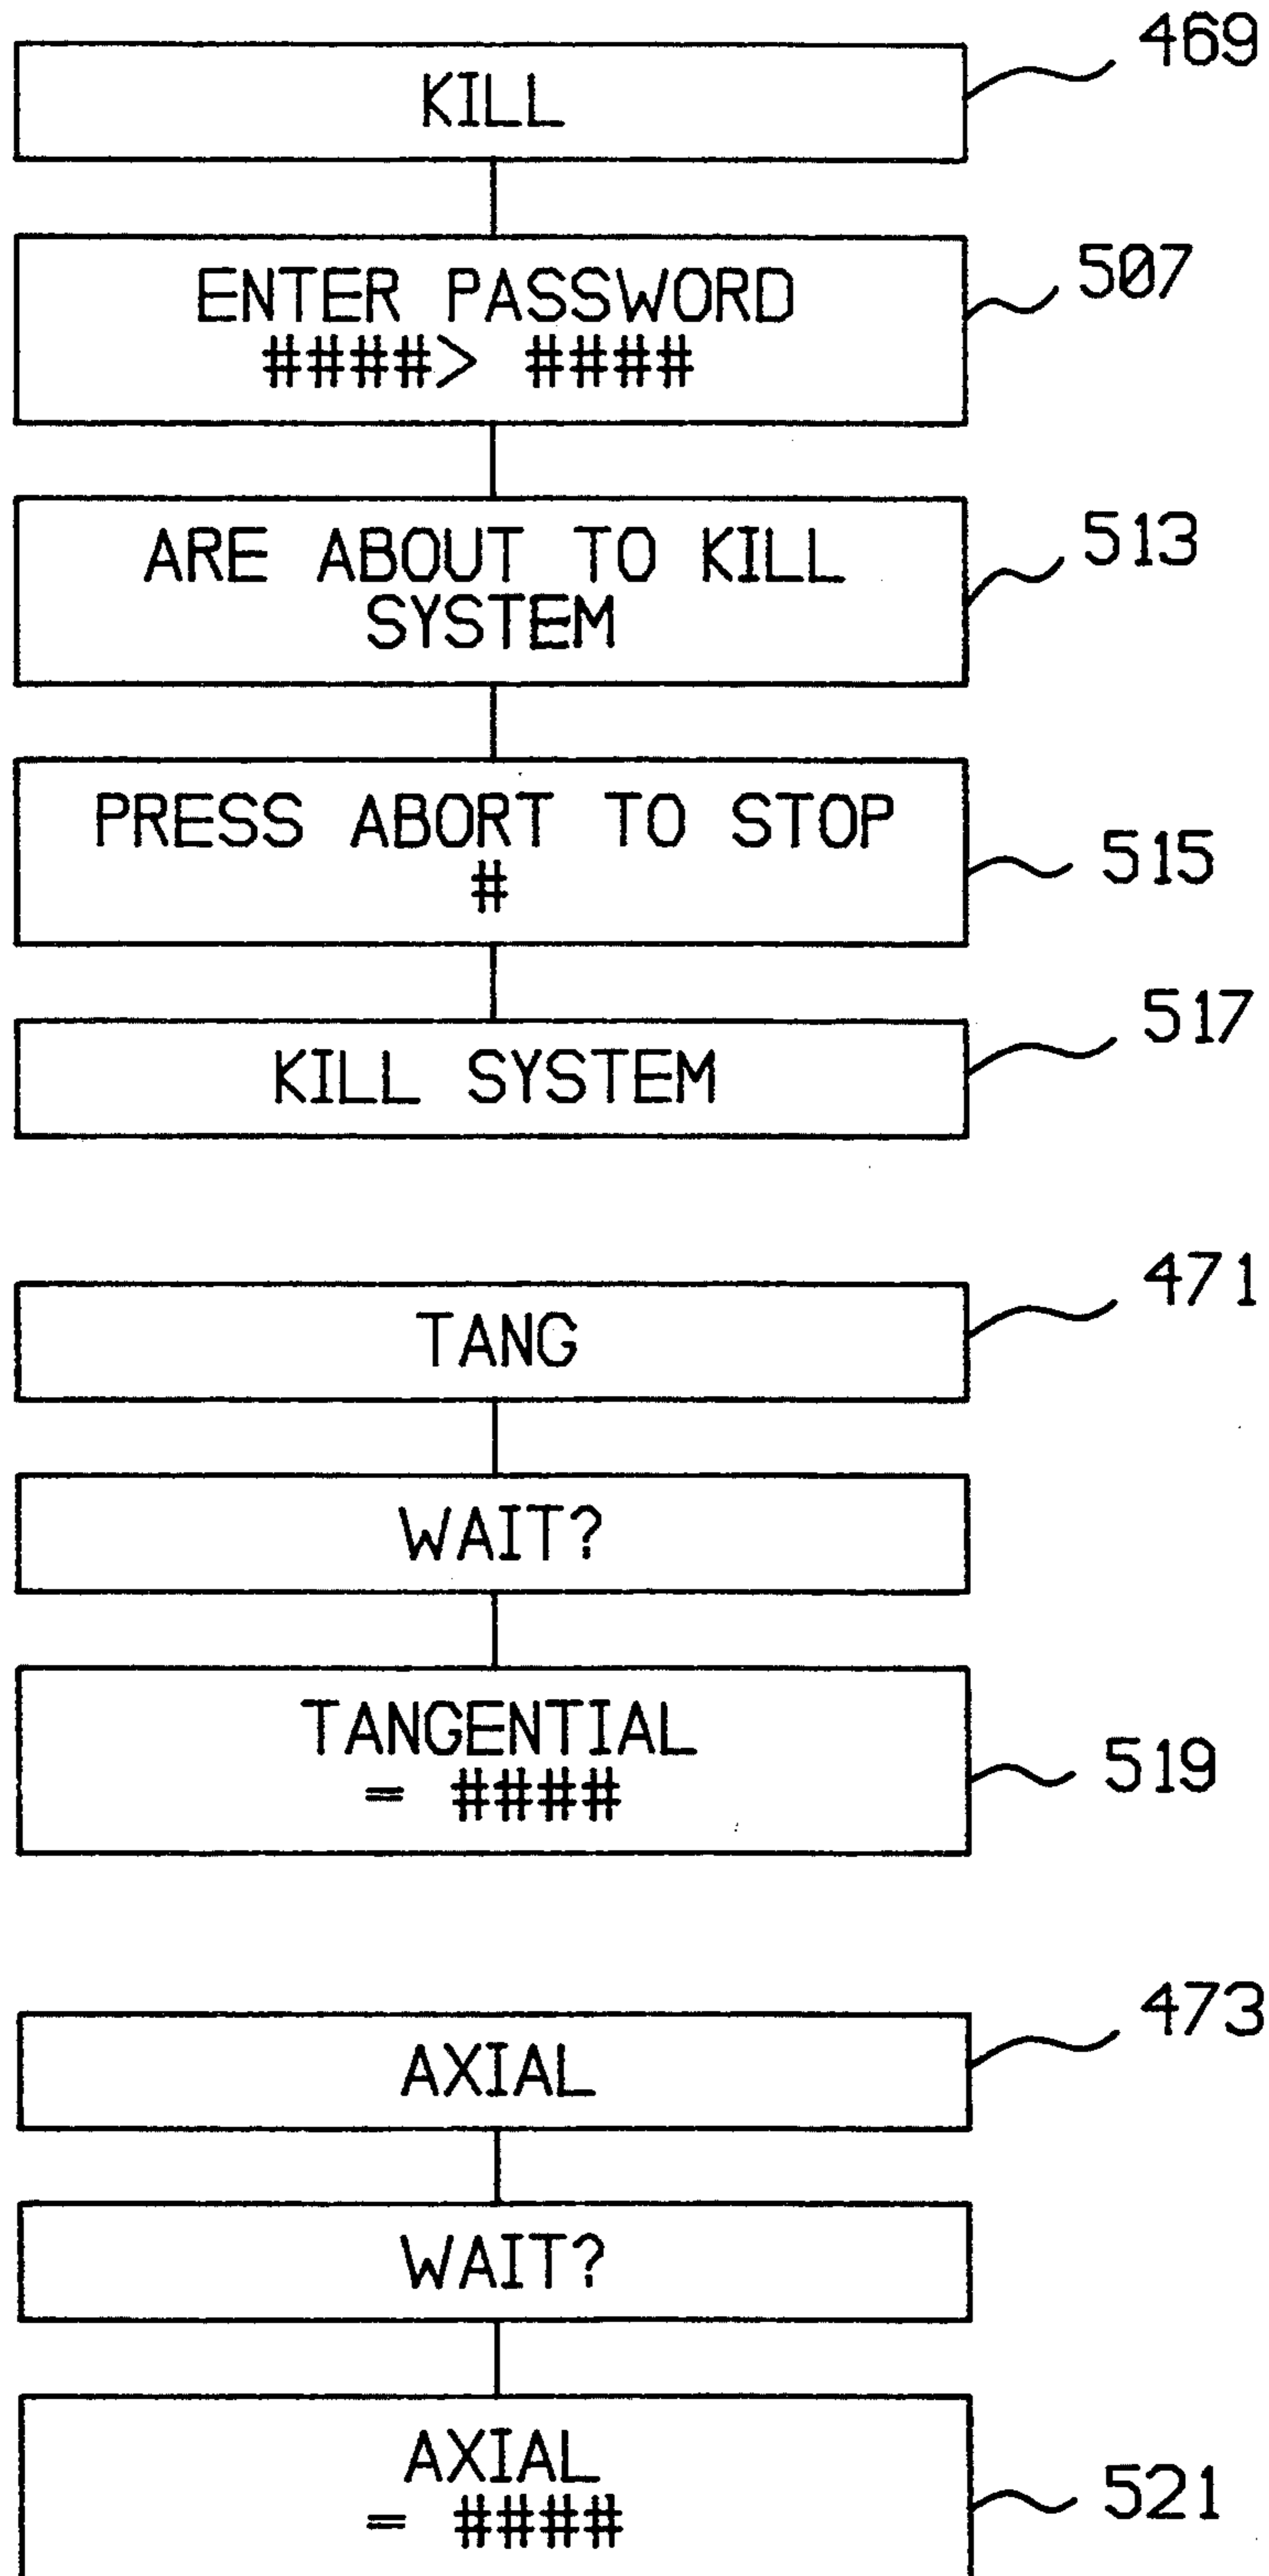 KILL
469
ENTER PASSWORD
####> ####
507
ARE ABOUT TO KILL
SYSTEM
513
PRESS ABORT TO STOP
#
515
KILL SYSTEM
517
TANG
471
WAIT?
TANGENTIAL
= ####
519
AXIAL
473
WAIT?
AXIAL
= ####
521